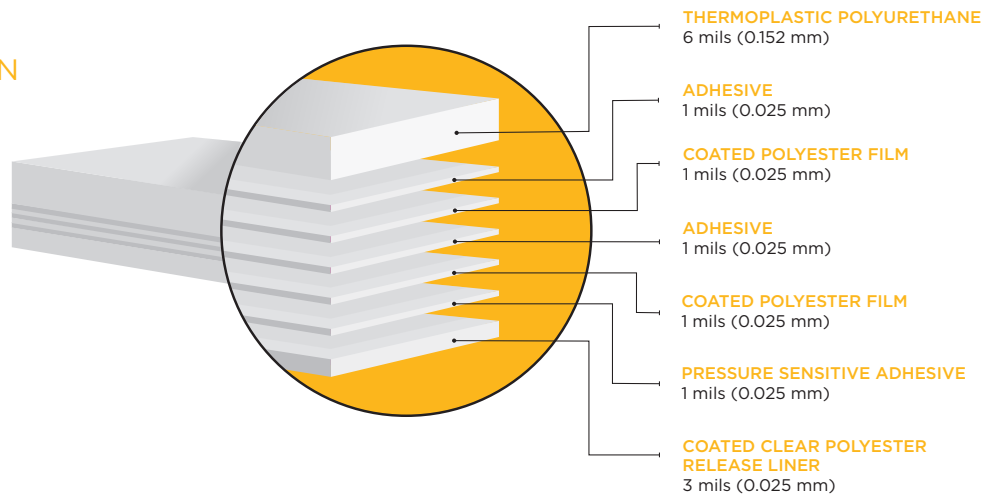 N
THERMOPLASTIC POLYURETHANE
6 mils (0.152 mm)
ADHESIVE
1 mils (0.025 mm)
COATED POLYESTER FILM
1 mils (0.025 mm)
ADHESIVE
1 mils (0.025 mm)
COATED POLYESTER FILM
1 mils (0.025 mm)
PRESSURE SENSITIVE ADHESIVE
1 mils (0.025 mm)
COATED CLEAR POLYESTER
RELEASE LINER
3 mils (0.025 mm)